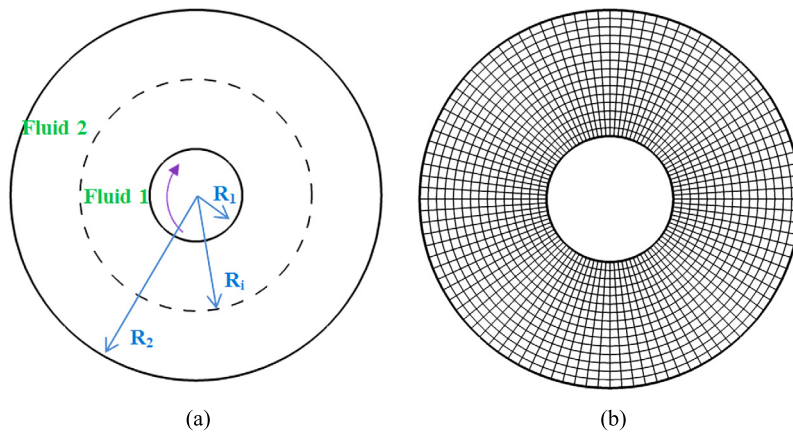 Fluid 2
Fluid 1
R₁
Rᵢ
R₂
(a)
(b)